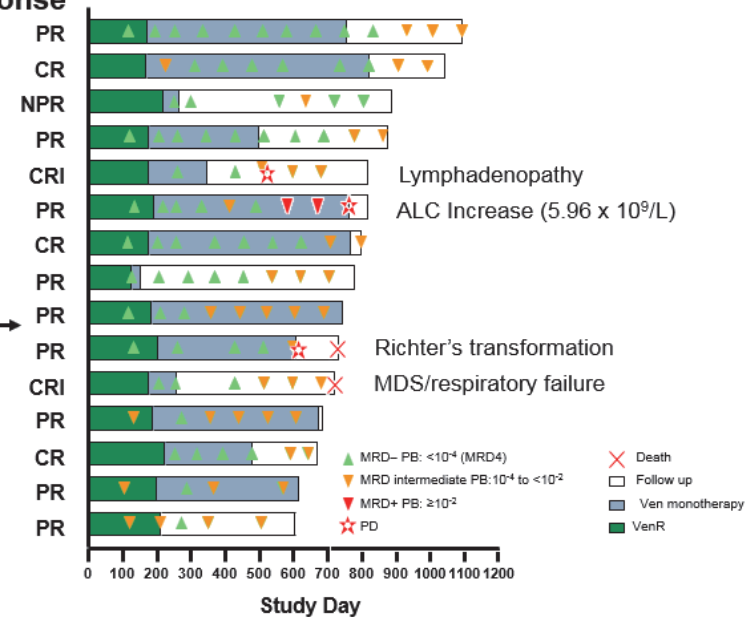 onse
PR
CR
NPR
PR
CRI Lymphadenopathy
PR ALC Increase (5.96 x 10⁹/L)
CR
PR
PR
PR Richter's transformation
CRI MDS/respiratory failure
PR
CR
PR
PR
MRD– PB: <10⁻⁴ (MRD4)
MRD intermediate PB:10⁻⁴ to <10⁻²
MRD+ PB: ≥10⁻²
PD
Death
Follow up
Ven monotherapy
VenR
0 100 200 300 400 500 600 700 800 900 1000 1100 1200
Study Day